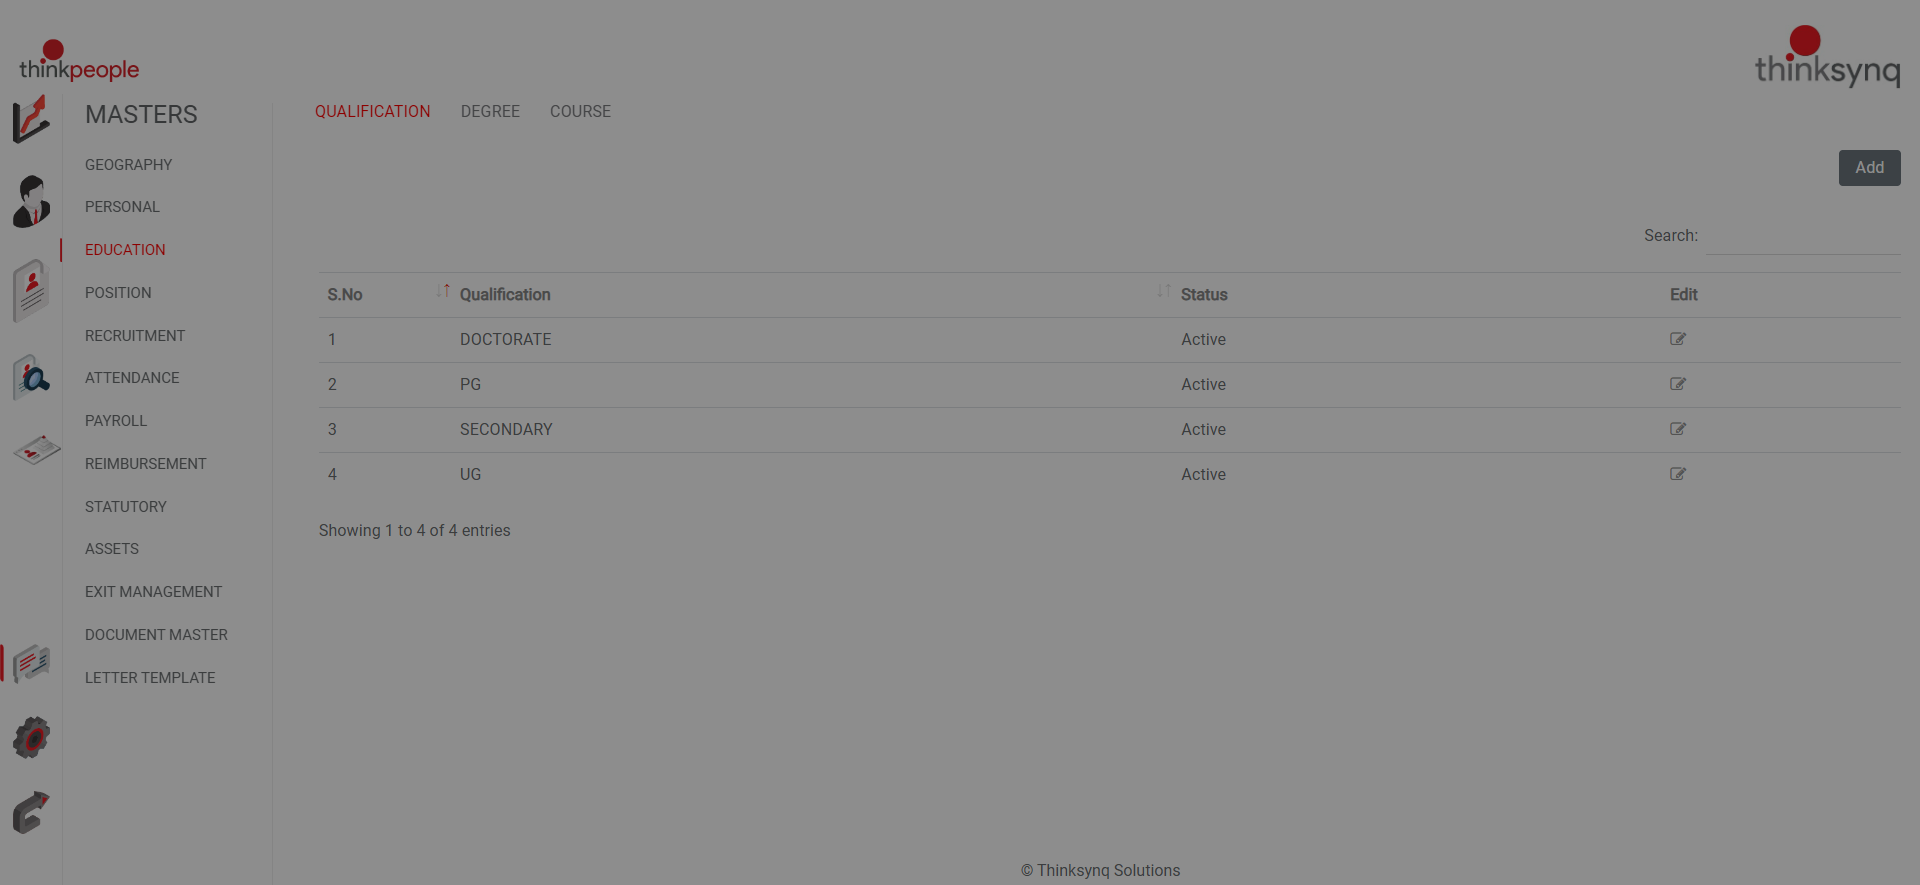 thinkpeople
thinksynq
MASTERS
GEOGRAPHY
PERSONAL
EDUCATION
POSITION
RECRUITMENT
ATTENDANCE
PAYROLL
REIMBURSEMENT
STATUTORY
ASSETS
EXIT MANAGEMENT
DOCUMENT MASTER
LETTER TEMPLATE
QUALIFICATION DEGREE COURSE
Add
Search:
S.No Qualification Status Edit
1 DOCTORATE Active
2 PG Active
3 SECONDARY Active
4 UG Active
Showing 1 to 4 of 4 entries
© Thinksynq Solutions